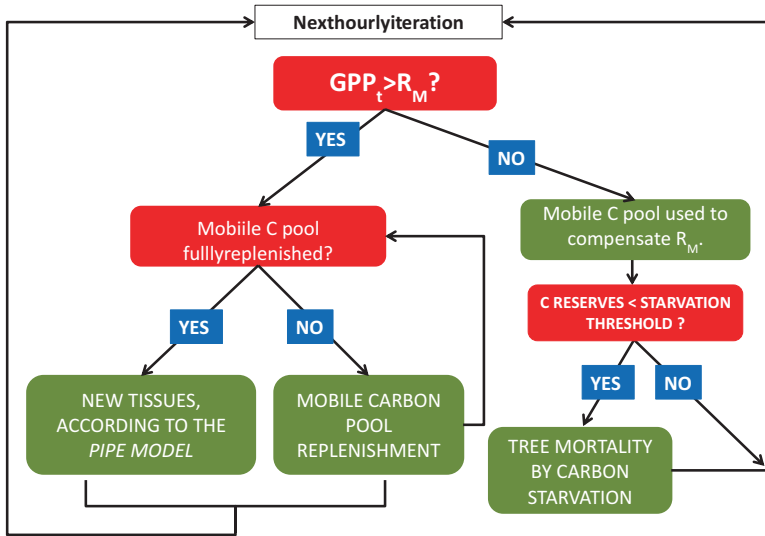 Nexthourlyiteration
GPPt>RM?
YES
NO
Mobiile C pool
fulllyreplenished?
Mobile C pool used to
compensate RM.
C RESERVES < STARVATION
THRESHOLD ?
YES
NO
YES
NO
NEW TISSUES,
ACCORDING TO THE
PIPE MODEL
MOBILE CARBON
POOL
REPLENISHMENT
TREE MORTALITY
BY CARBON
STARVATION